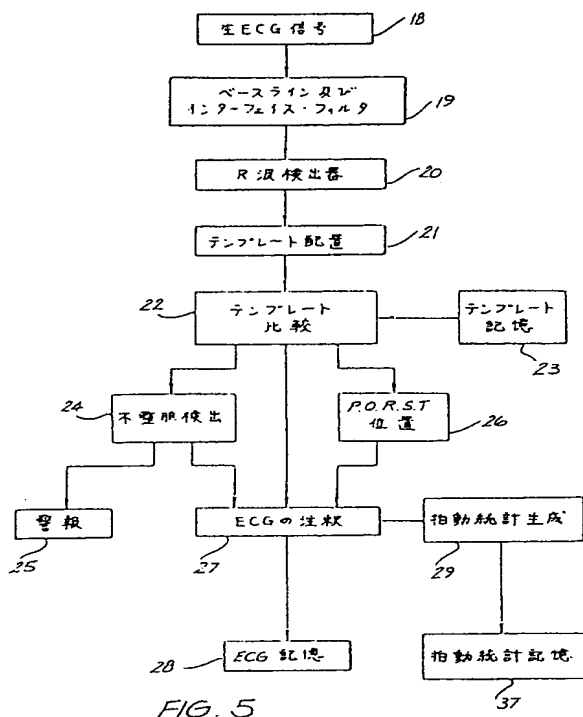 生ECG信号
18
ベースライン及び
インターフェイス・フィルタ
19
R波検出器
20
テンプレート配置
21
22
テンプレート
比較
テンプレート
記憶
23
24
不整脈検出
P.O.R.S.T
位置
26
警報
25
ECGの注釈
27
拍動統計生成
29
28
ECG記憶
拍動統計記憶
37
FIG. 5